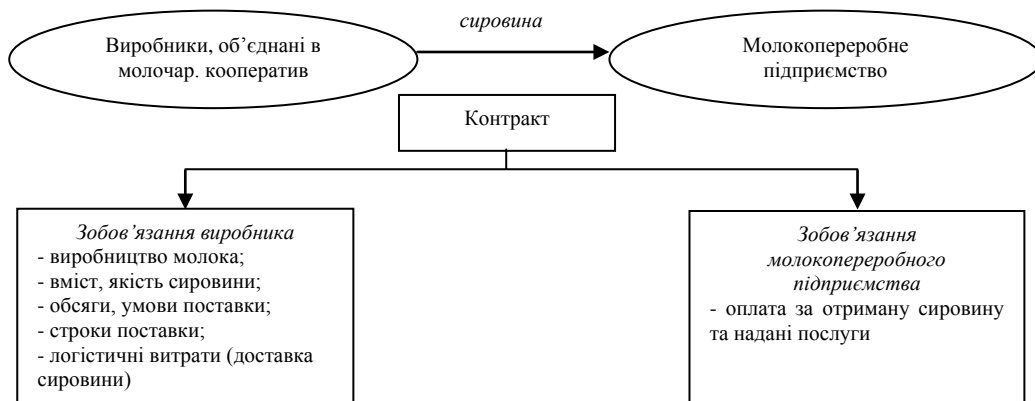 сировина
Виробники, об’єднані в
молочар. кооператив
Молокопереробне
підприємство
Контракт
Зобов’язання виробника
- виробництво молока;
- вміст, якість сировини;
- обсяги, умови поставки;
- строки поставки;
- логістичні витрати (доставка
сировини)
Зобов’язання
молокопереробного
підприємства
- оплата за отриману сировину
та надані послуги